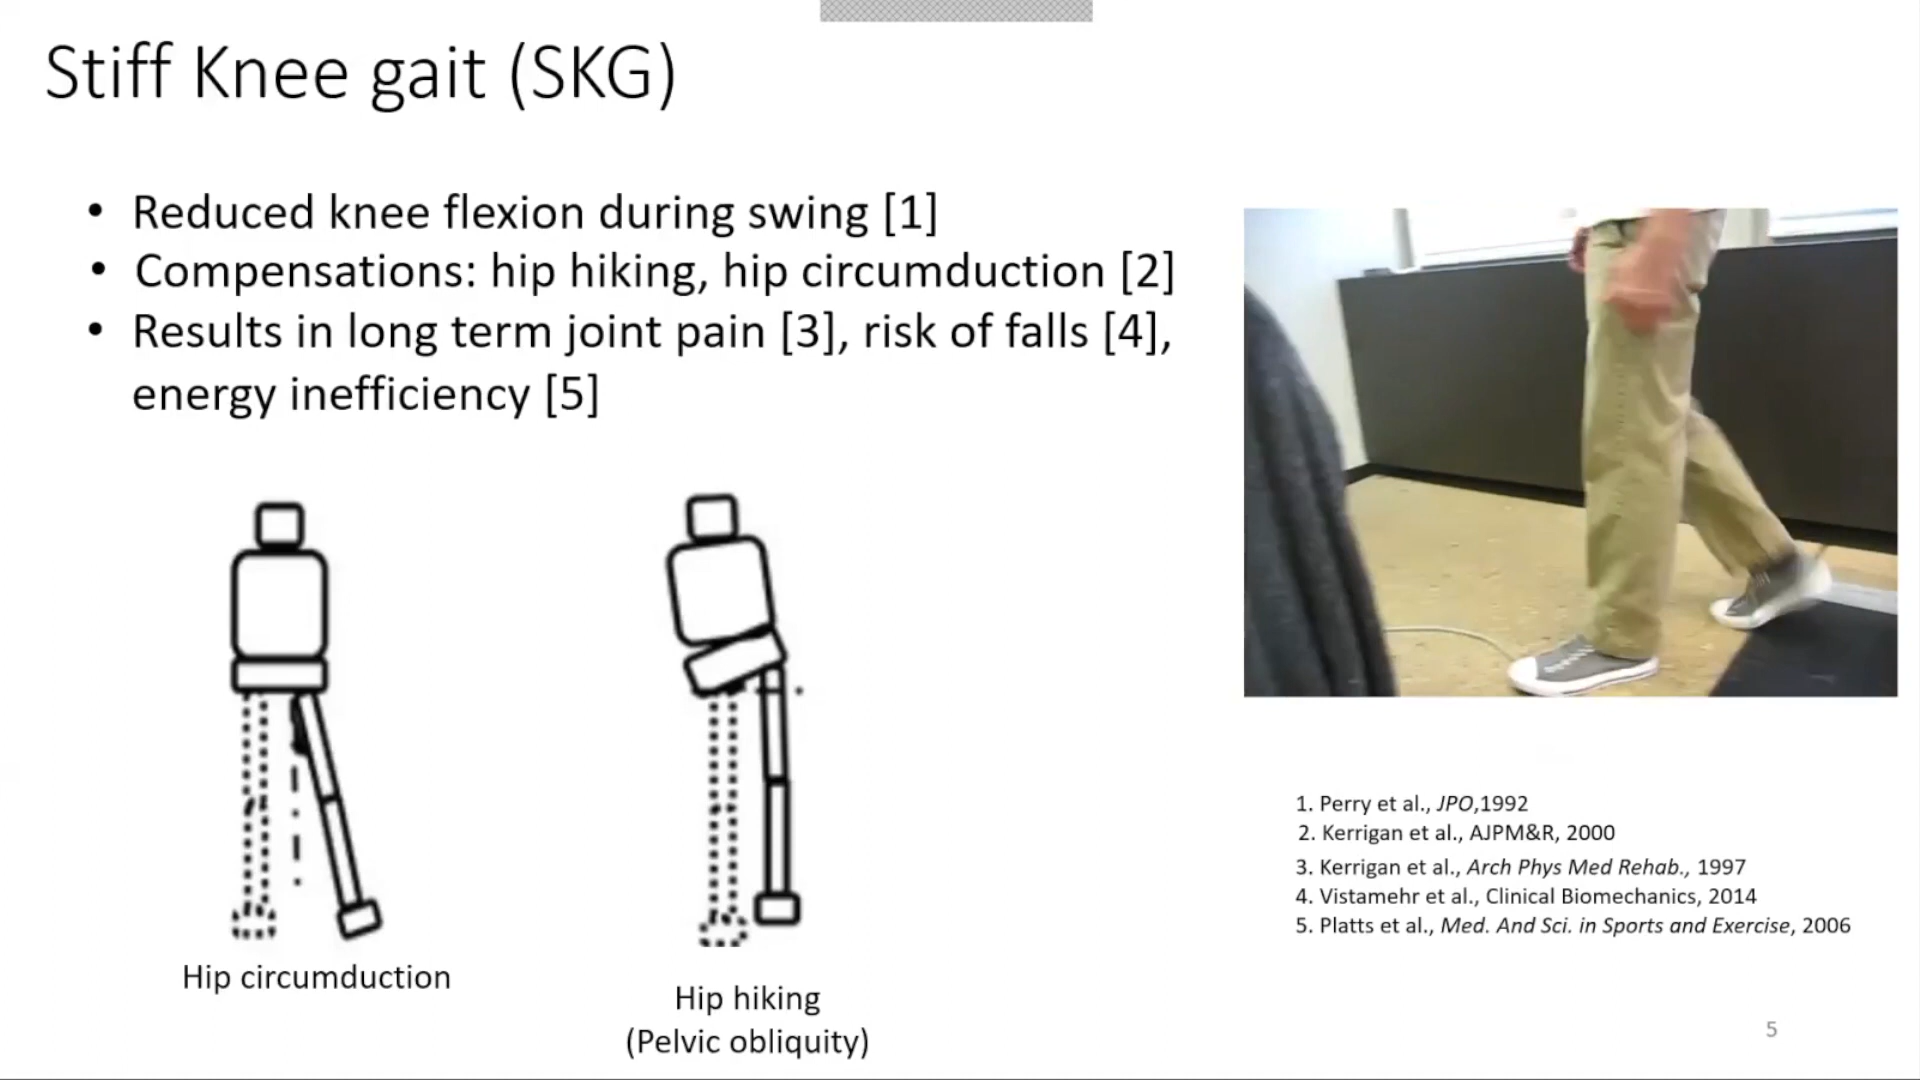 Stiff Knee gait (SKG)
• Reduced knee flexion during swing [1]
• Compensations: hip hiking, hip circumduction [2]
• Results in long term joint pain [3], risk of falls [4],
energy inefficiency [5]
Hip circumduction
Hip hiking
(Pelvic obliquity)
1. Perry et al., JPO,1992
2. Kerrigan et al., AJPM&R, 2000
3. Kerrigan et al., Arch Phys Med Rehab., 1997
4. Vistamehr et al., Clinical Biomechanics, 2014
5. Platts et al., Med. And Sci. in Sports and Exercise, 2006
5